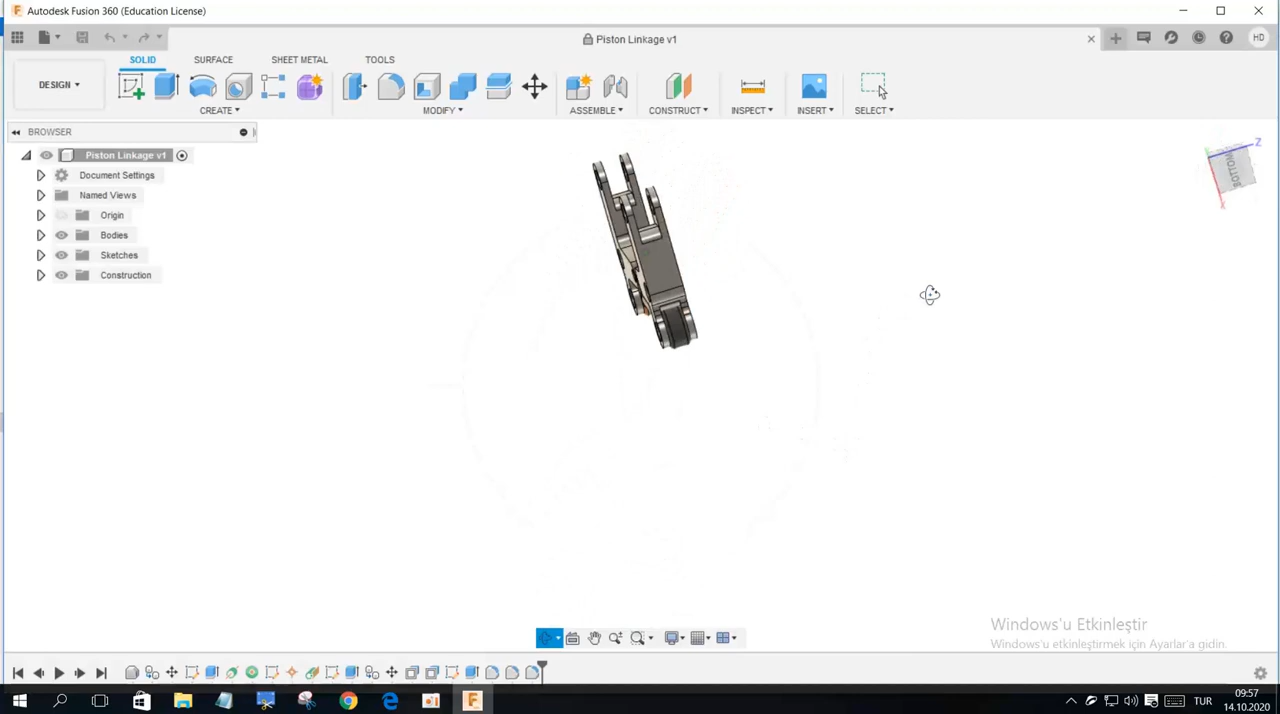 Autodesk Fusion 360 (Education License)
Piston Linkage v1
HD
SOLID SURFACE SHEET METAL TOOLS
DESIGN
CREATE MODIFY ASSEMBLE CONSTRUCT INSPECT INSERT SELECT
BROWSER
Piston Linkage v1
Document Settings
Named Views
Origin
Bodies
Sketches
Construction
Z
BOTTOM
X
Windows'u Etkinleştir
Windows'u etkinleştirmek için Ayarlar'a gidin.
TUR
09:57
14.10.2020